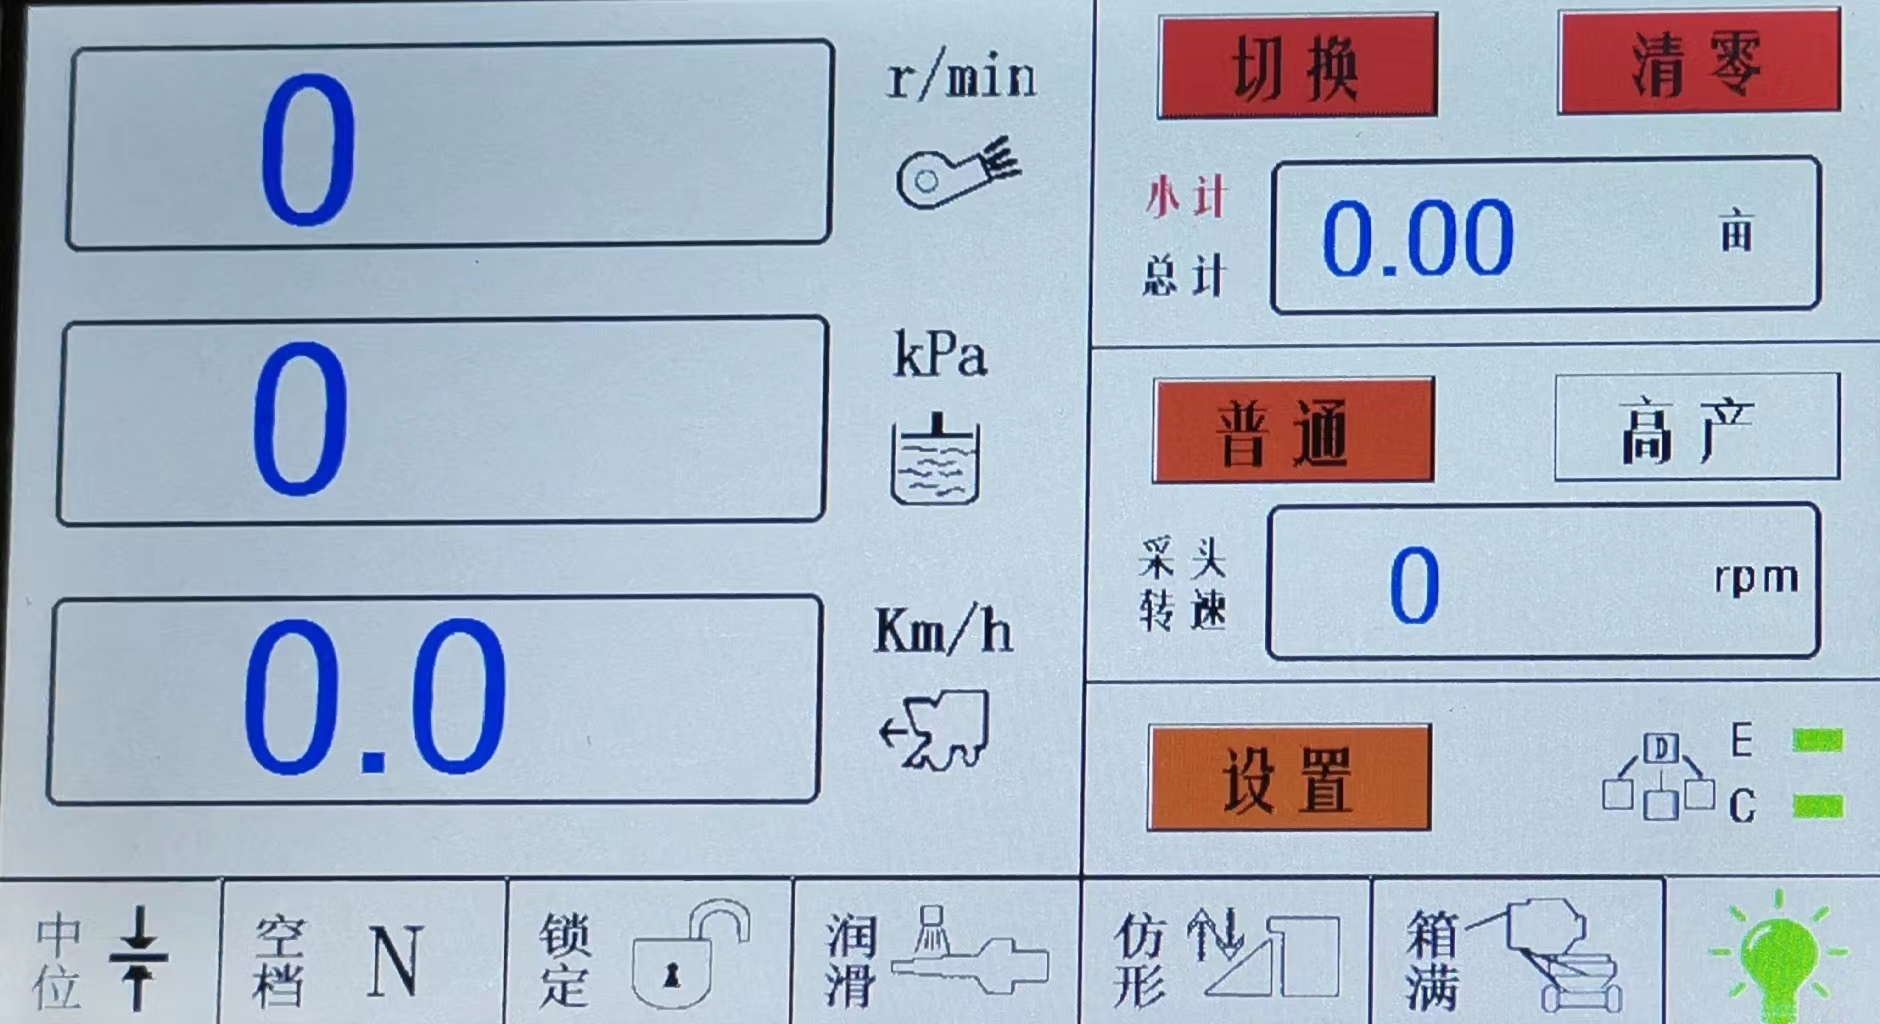 0
r/min
0
kPa
0.0
Km/h
切换 清零
小计
总计
0.00 亩
普通 高产
采头
转速
0 rpm
设置
D
E
C
中位
空档 N
锁定
润滑
仿形
箱满